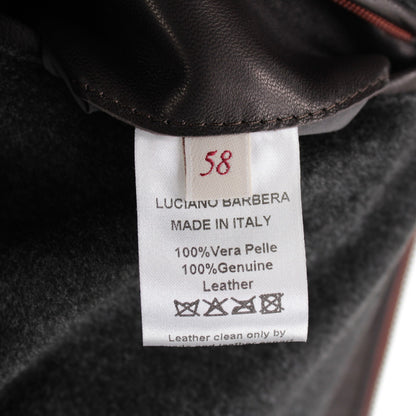 58
LUCIANO BARBERA
MADE IN ITALY
100%Vera Pelle
100%Genuine
Leather
Leather clean only by